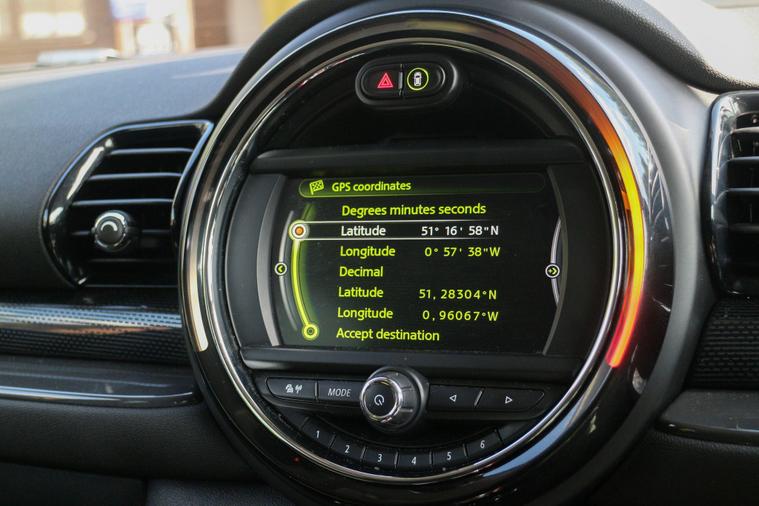 GPS coordinates
Degrees minutes seconds
Latitude 51° 16' 58"N
Longitude 0° 57' 38"W
Decimal
Latitude 51, 28304°N
Longitude 0, 96067°W
Accept destination
MODE
1 2 3 4 5 6